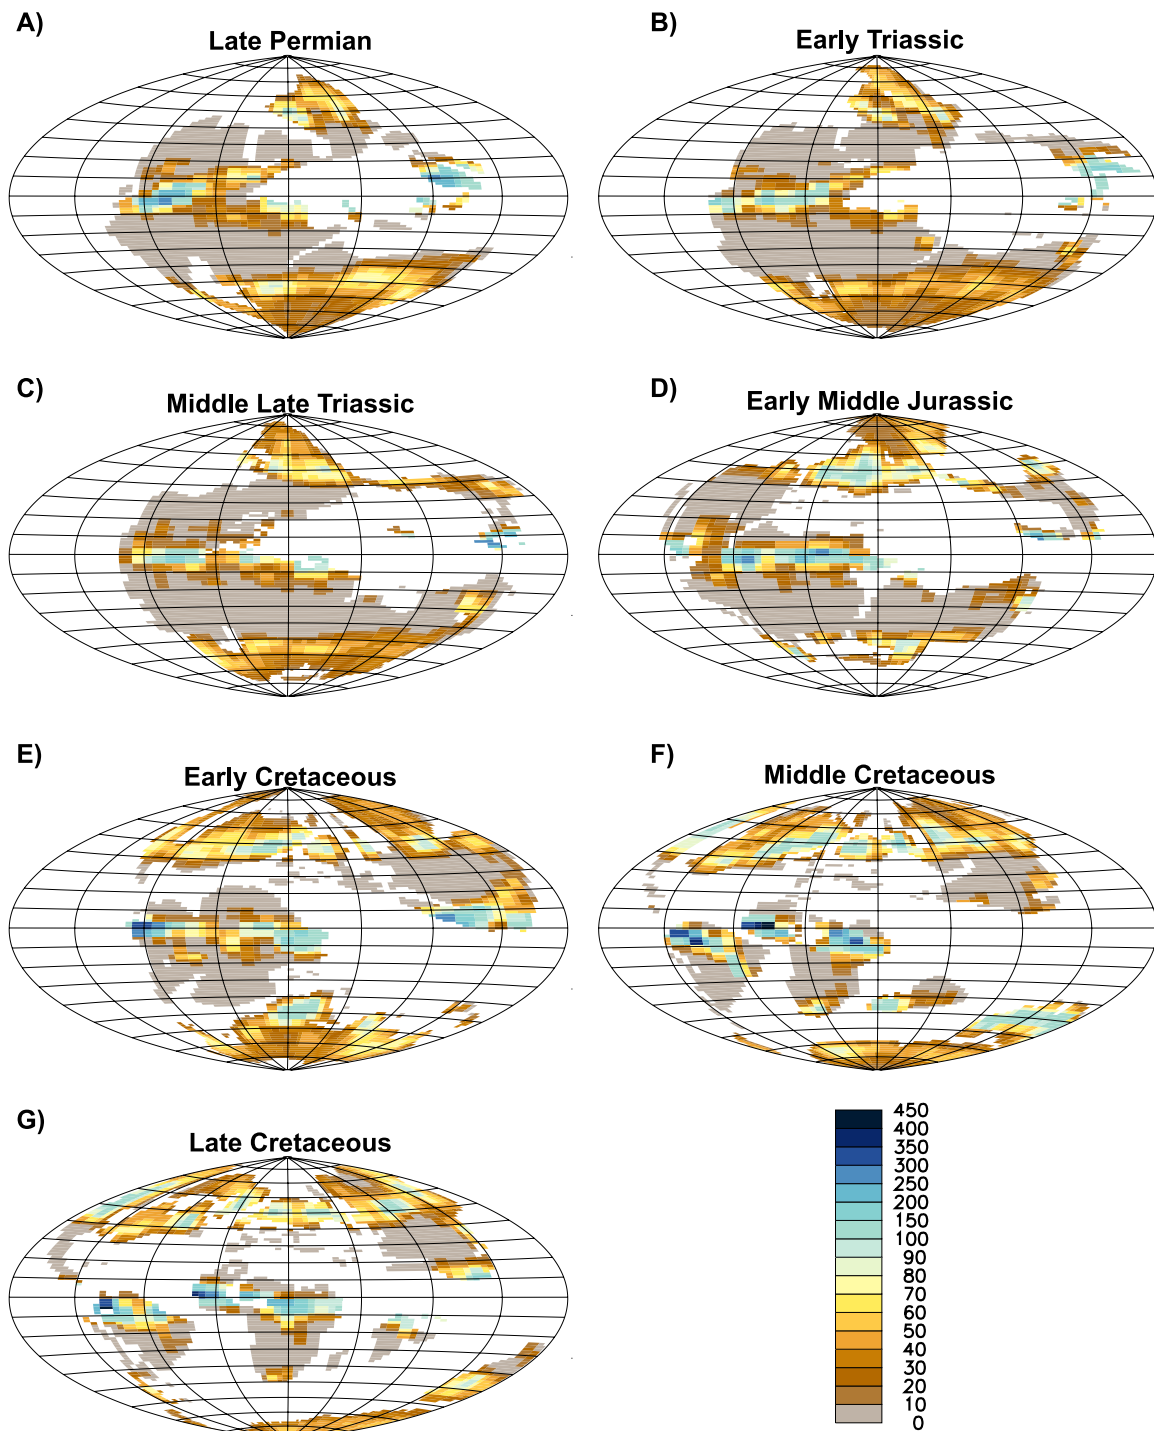 A)
Late Permian
B)
Early Triassic
C)
Middle Late Triassic
D)
Early Middle Jurassic
E)
Early Cretaceous
F)
Middle Cretaceous
G)
Late Cretaceous
450
400
350
300
250
200
150
100
90
80
70
60
50
40
30
20
10
0